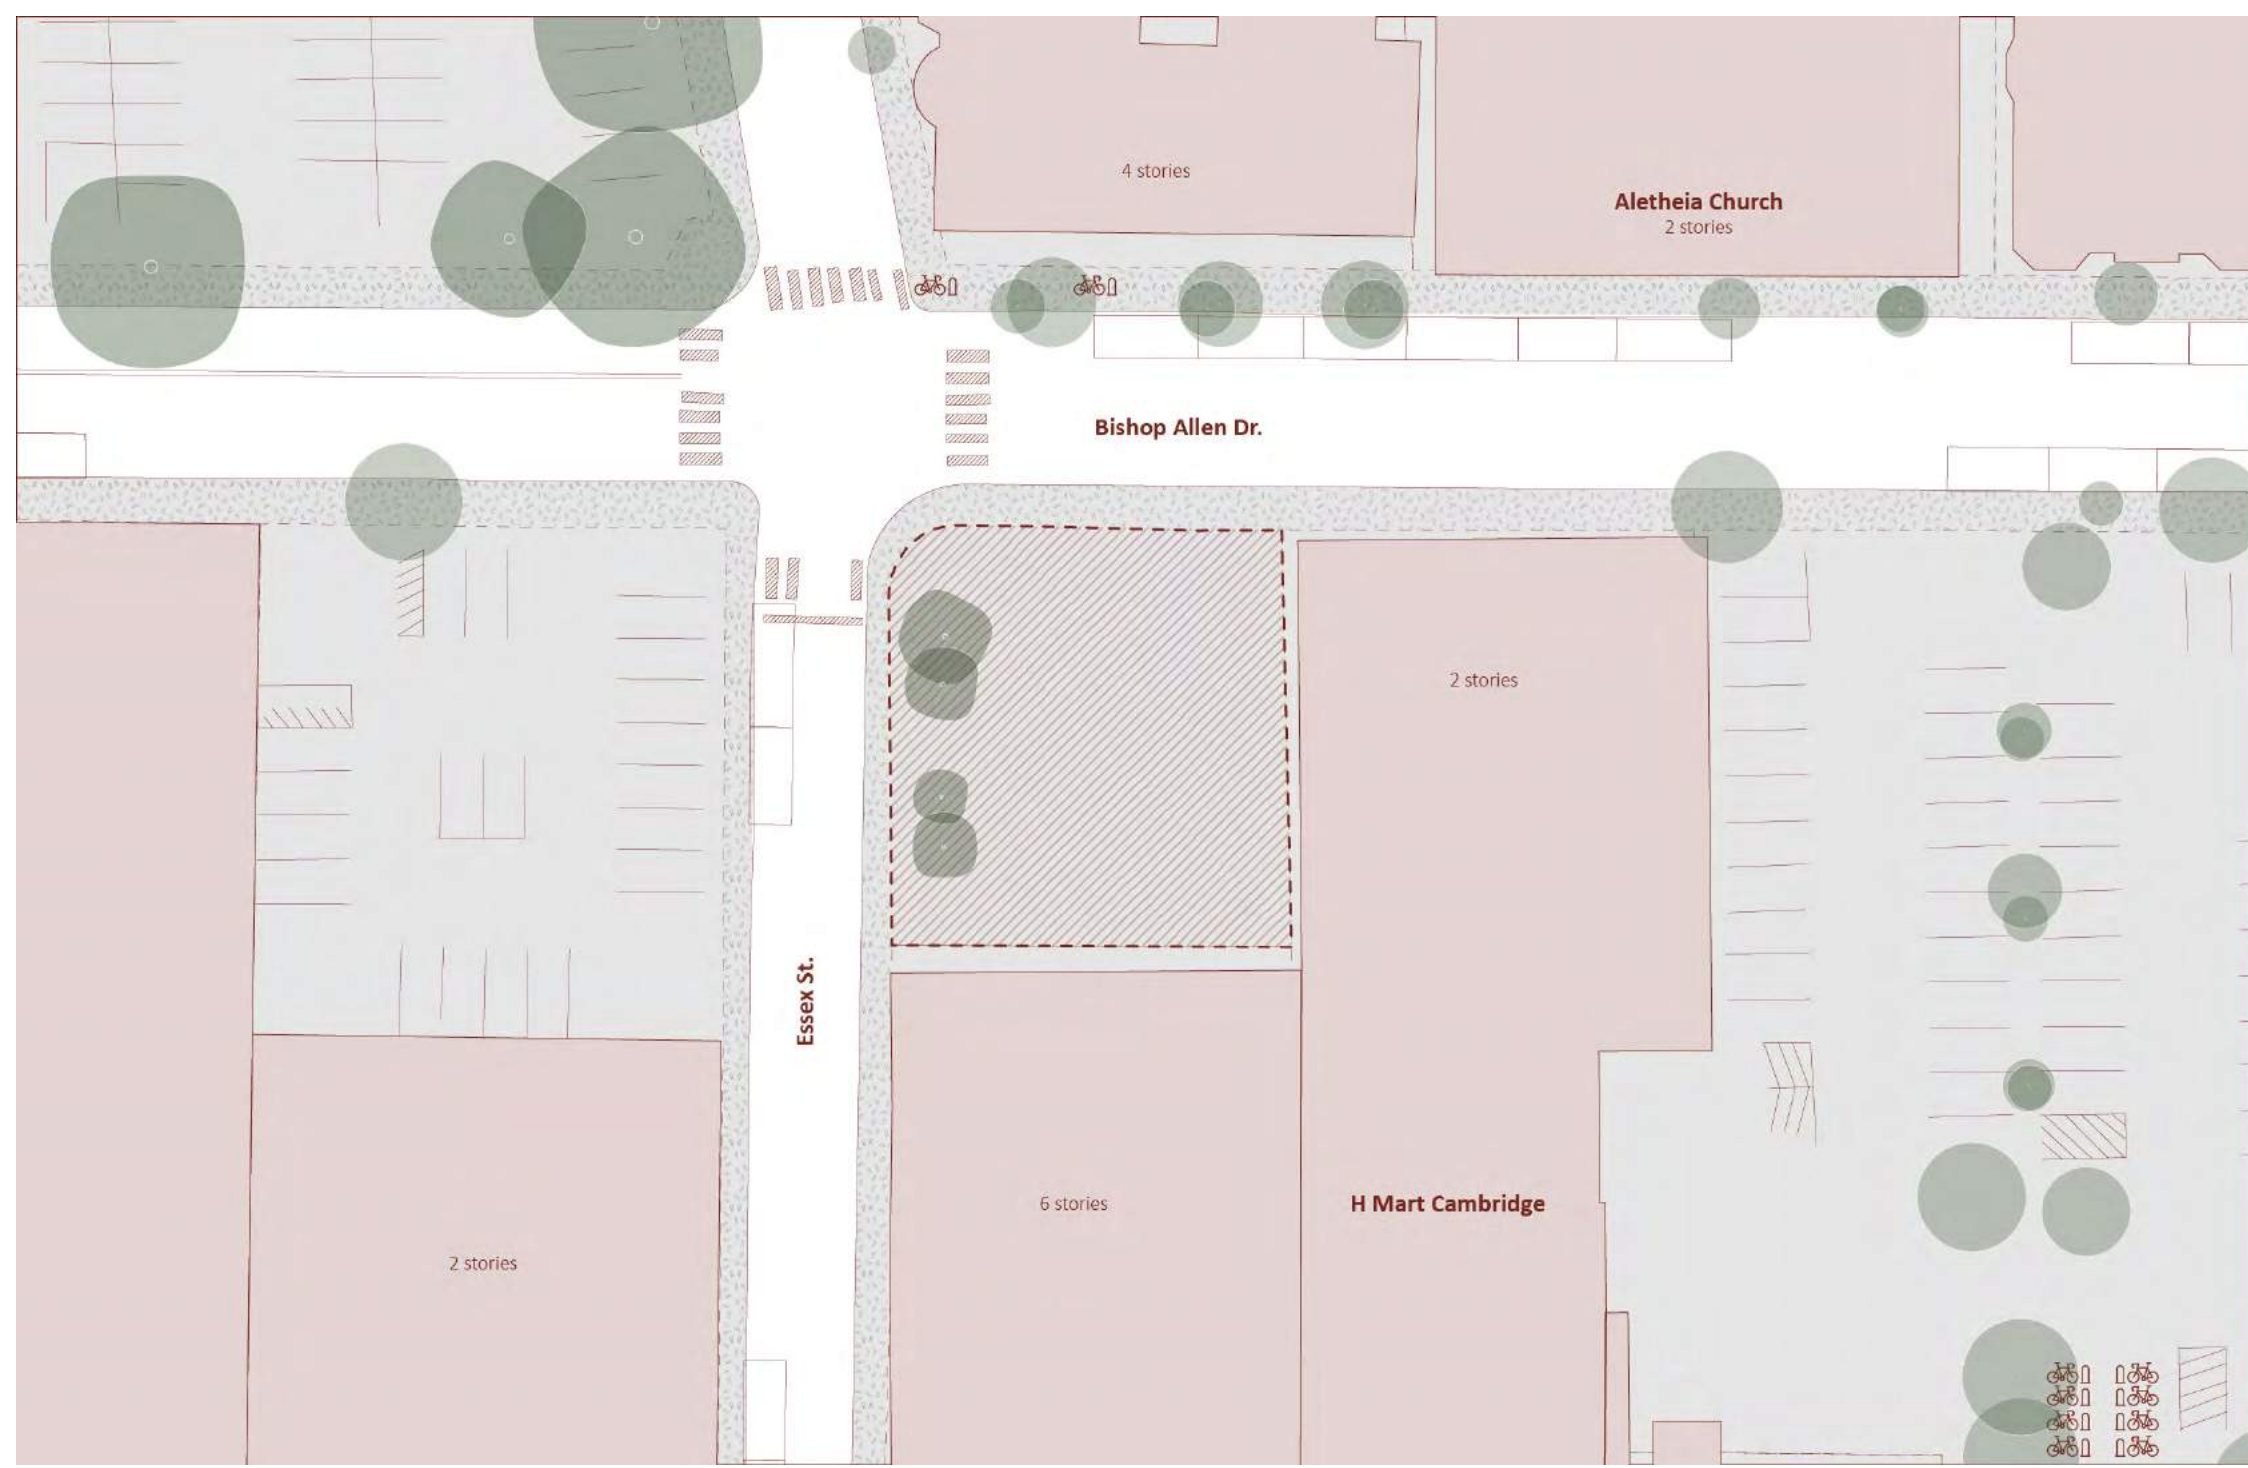 4 stories
Aletheia Church
2 stories
Bishop Allen Dr.
2 stories
Essex St.
6 stories
H Mart Cambridge
2 stories